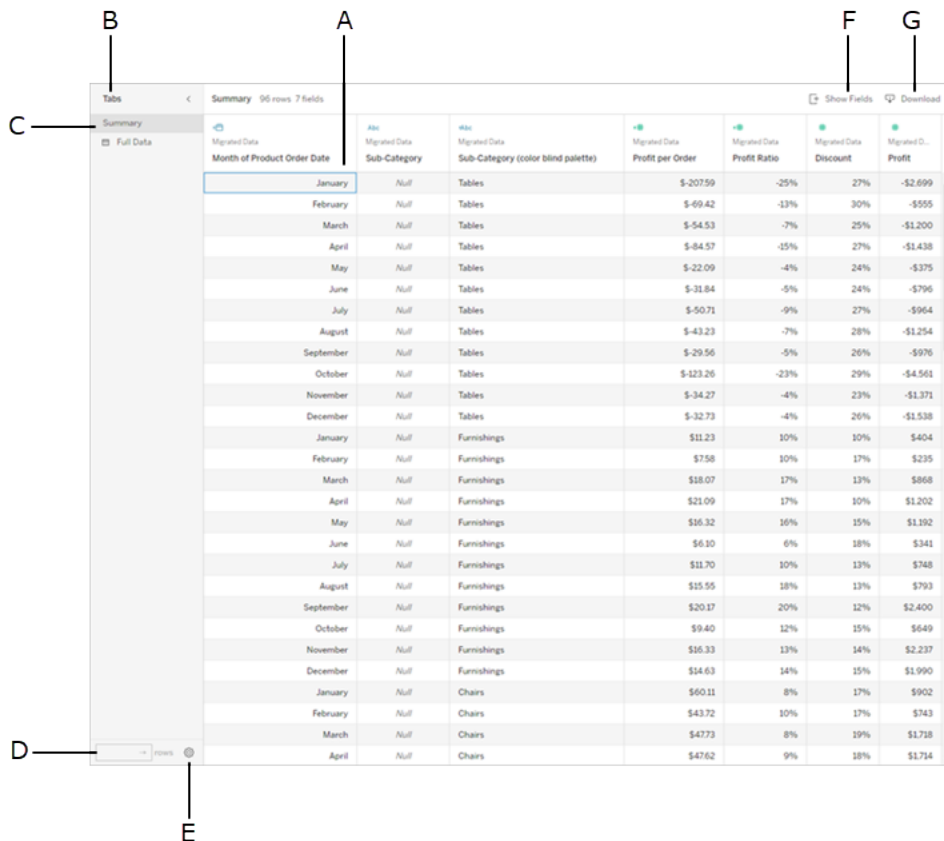 B A F G
Tabs < Summary 96 rows 7 fields Show Fields Download
C Summary
Full Data
Abc =Abc
Migrated Data Migrated Data Migrated Data Migrated Data Migrated Data Migrated Data Migrated D...
Month of Product Order Date Sub-Category Sub-Category (color blind palette) Profit per Order Profit Ratio Discount Profit
January Null Tables $-207.59 -25% 27% -$2,699
February Null Tables $-69.42 -13% 30% -$555
March Null Tables $-54.53 -7% 25% -$1,200
April Null Tables $-84.57 -15% 27% -$1,438
May Null Tables $-22.09 -4% 24% -$375
June Null Tables $-31.84 -5% 24% -$796
July Null Tables $-50.71 -9% 27% -$964
August Null Tables $-43.23 -7% 28% -$1,254
September Null Tables $-29.56 -5% 26% -$976
October Null Tables $-123.26 -23% 29% -$4,561
November Null Tables $-34.27 -4% 23% -$1,371
December Null Tables $-32.73 -4% 26% -$1,538
January Null Furnishings $11.23 10% 10% $404
February Null Furnishings $7.58 10% 17% $235
March Null Furnishings $18.07 17% 13% $868
April Null Furnishings $21.09 17% 10% $1,202
May Null Furnishings $16.32 16% 15% $1,192
June Null Furnishings $6.10 6% 18% $341
July Null Furnishings $11.70 10% 13% $748
August Null Furnishings $15.55 18% 13% $793
September Null Furnishings $20.17 20% 12% $2,400
October Null Furnishings $9.40 12% 15% $649
November Null Furnishings $16.33 13% 14% $2,237
December Null Furnishings $14.63 14% 15% $1,990
January Null Chairs $60.11 8% 17% $902
February Null Chairs $43.72 10% 17% $743
March Null Chairs $47.73 8% 19% $1,718
D → rows April Null Chairs $47.62 9% 18% $1,714
E